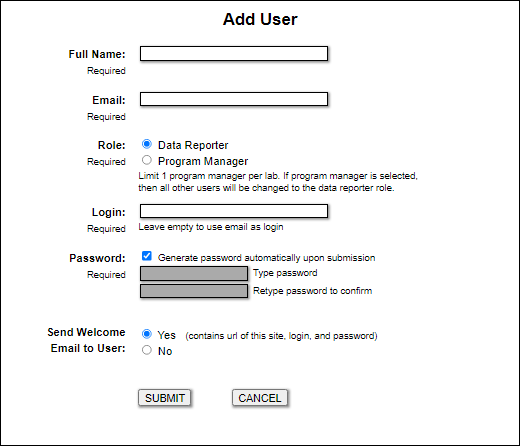 Add User
Full Name:
Required
Email:
Required
Role: Data Reporter
Required Program Manager
Limit 1 program manager per lab. If program manager is selected,
then all other users will be changed to the data reporter role.
Login:
Required Leave empty to use email as login
Password: Generate password automatically upon submission
Required Type password
Retype password to confirm
Send Welcome Yes (contains url of this site, login, and password)
Email to User: No
SUBMIT CANCEL